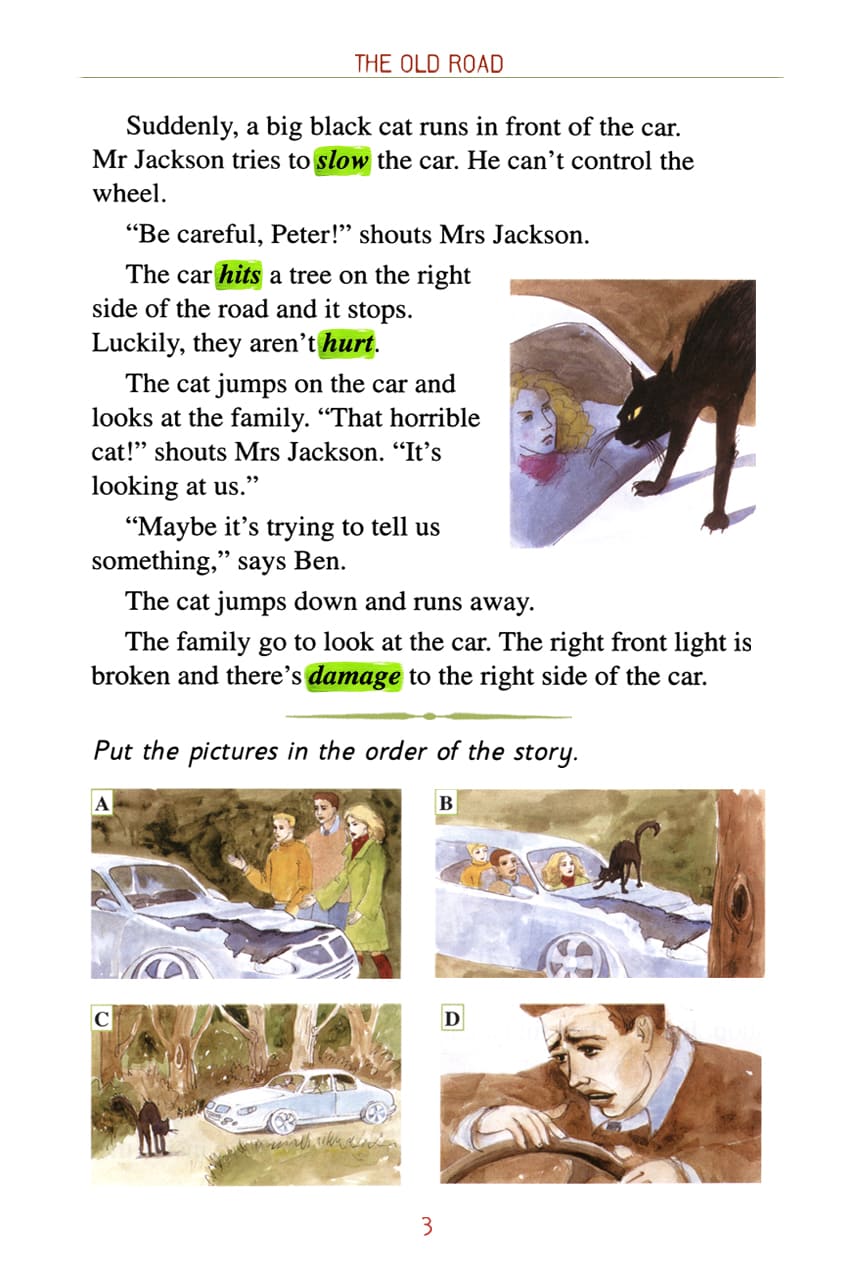 THE OLD ROAD
Suddenly, a big black cat runs in front of the car.
Mr Jackson tries to slow the car. He can’t control the
wheel.
“Be careful, Peter!” shouts Mrs Jackson.
The car hits a tree on the right
side of the road and it stops.
Luckily, they aren’t hurt.
The cat jumps on the car and
looks at the family. “That horrible
cat!” shouts Mrs Jackson. “It’s
looking at us.”
“Maybe it’s trying to tell us
something,” says Ben.
The cat jumps down and runs away.
The family go to look at the car. The right front light is
broken and there’s damage to the right side of the car.
Put the pictures in the order of the story.
A
B
C
D
3